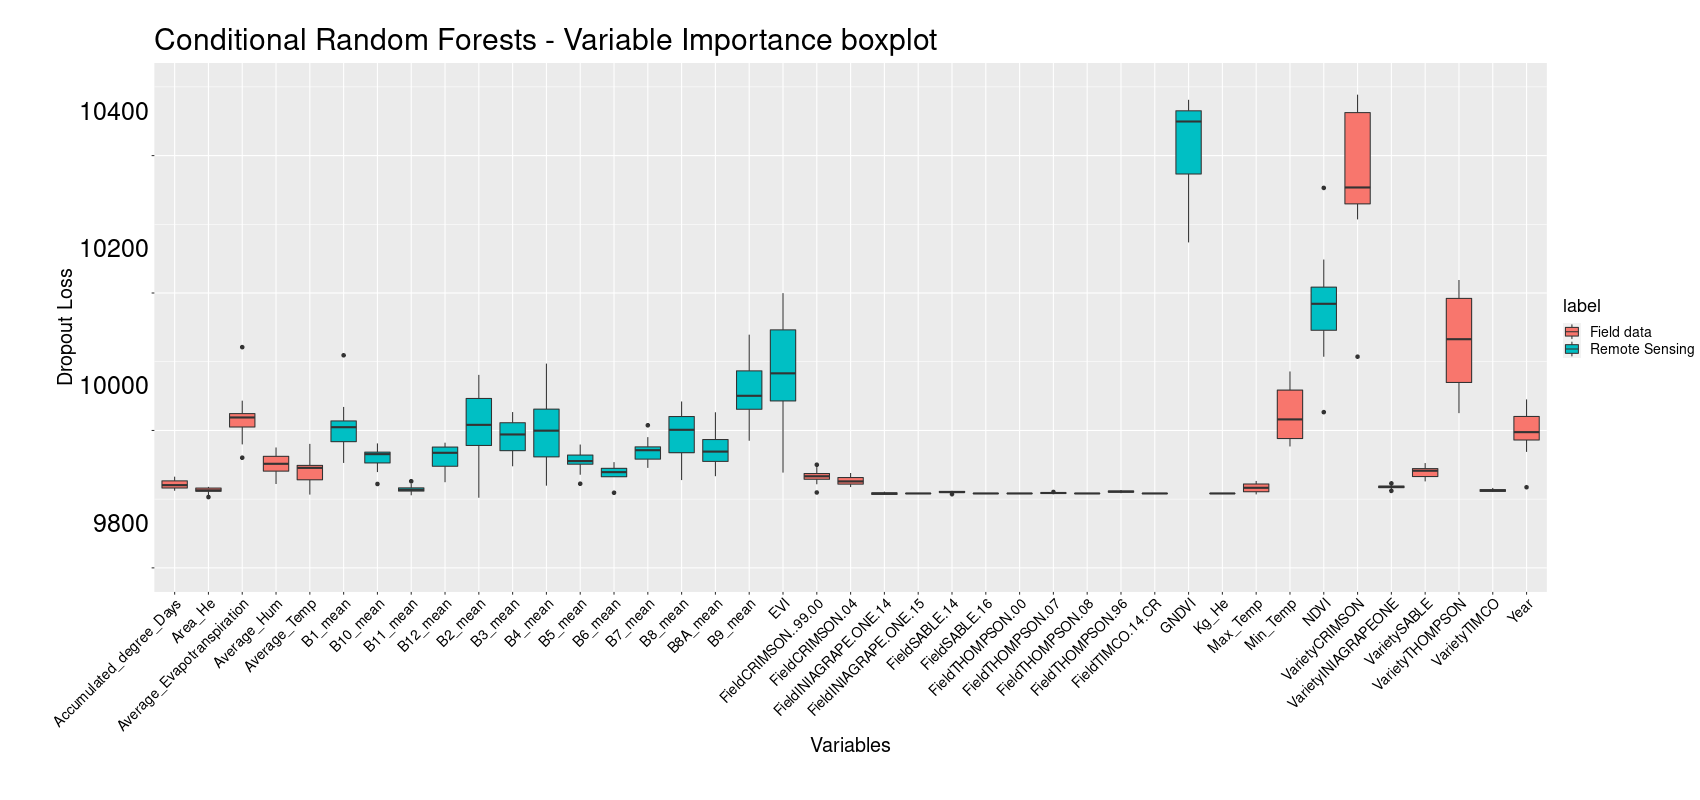 Conditional Random Forests - Variable Importance boxplot
10400
10200
10000
9800
Dropout Loss
Accumulated_degree_Days
Area_He
Average_Evapotranspiration
Average_Hum
Average_Temp
B1_mean
B10_mean
B11_mean
B12_mean
B2_mean
B3_mean
B4_mean
B5_mean
B6_mean
B7_mean
B8_mean
B8A_mean
B9_mean
EVI
FieldCRIMSON..99.00
FieldCRIMSON.04
FieldINIAGRAPE.ONE.14
FieldINIAGRAPE.ONE.15
FieldSABLE.14
FieldSABLE.16
FieldTHOMPSON.00
FieldTHOMPSON.07
FieldTHOMPSON.08
FieldTHOMPSON.96
FieldTIMCO.14.CR
GNDVI
Kg_He
Max_Temp
Min_Temp
NDVI
VarietyCRIMSON
VarietyINIAGRAPEONE
VarietySABLE
VarietyTHOMPSON
VarietyTIMCO
Year
Variables
label
Field data
Remote Sensing